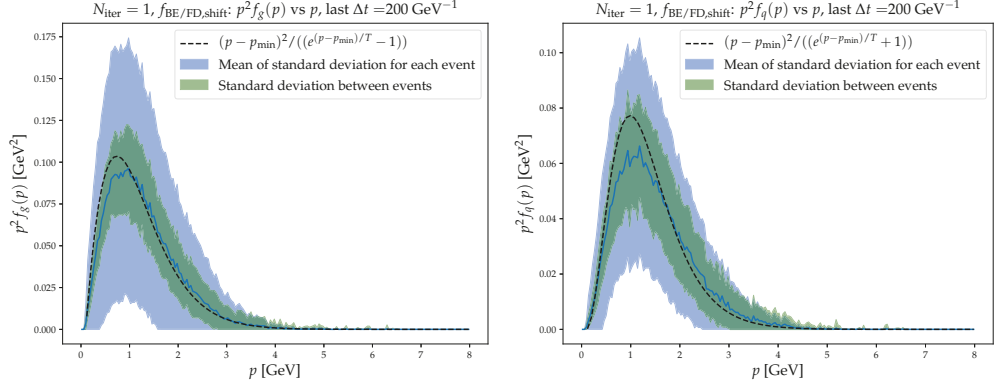 N_iter = 1, f_BE/FD,shift: p²f_g(p) vs p, last Δt =200 GeV⁻¹
(p − p_min)²/((e^{(p−p_min)/T} − 1))
Mean of standard deviation for each event
Standard deviation between events
p²f_g(p) [GeV²]
0.175
0.150
0.125
0.100
0.075
0.050
0.025
0.000
0 1 2 3 4 5 6 7 8
p [GeV]
N_iter = 1, f_BE/FD,shift: p²f_q(p) vs p, last Δt =200 GeV⁻¹
(p − p_min)²/((e^{(p−p_min)/T} + 1))
Mean of standard deviation for each event
Standard deviation between events
p²f_q(p) [GeV²]
0.10
0.08
0.06
0.04
0.02
0.00
0 1 2 3 4 5 6 7 8
p [GeV]